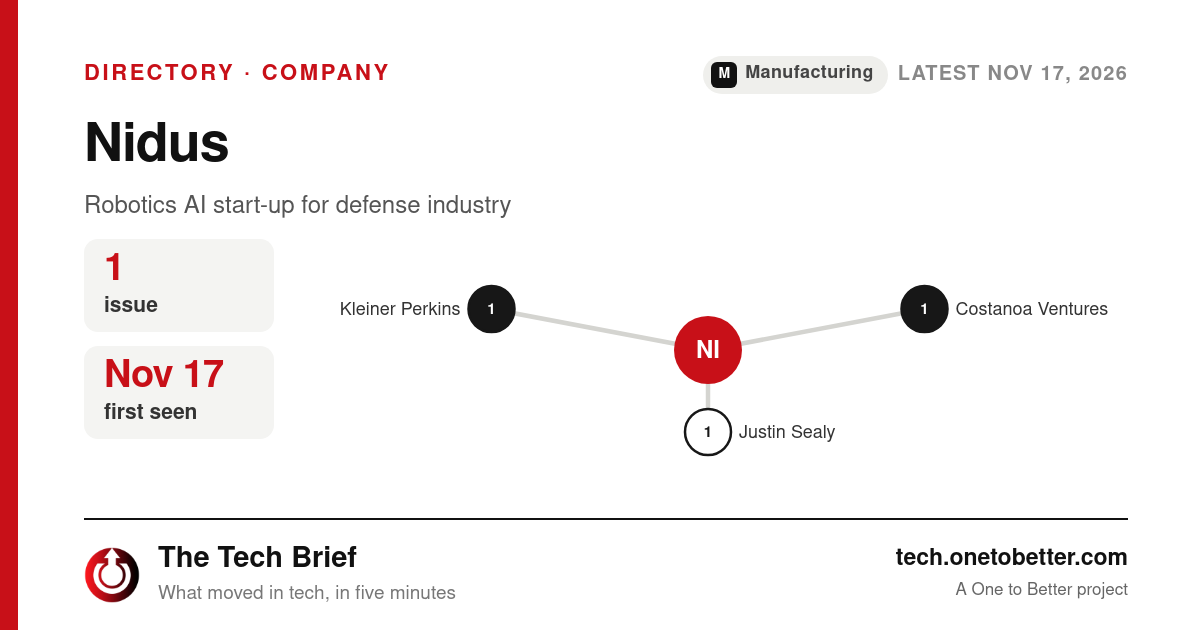 DIRECTORY · COMPANY
M Manufacturing LATEST NOV 17, 2026
Nidus
Robotics AI start-up for defense industry
1
issue
Nov 17
first seen
Kleiner Perkins 1
NI
1 Costanoa Ventures
1 Justin Sealy
The Tech Brief
What moved in tech, in five minutes
tech.onetobetter.com
A One to Better project